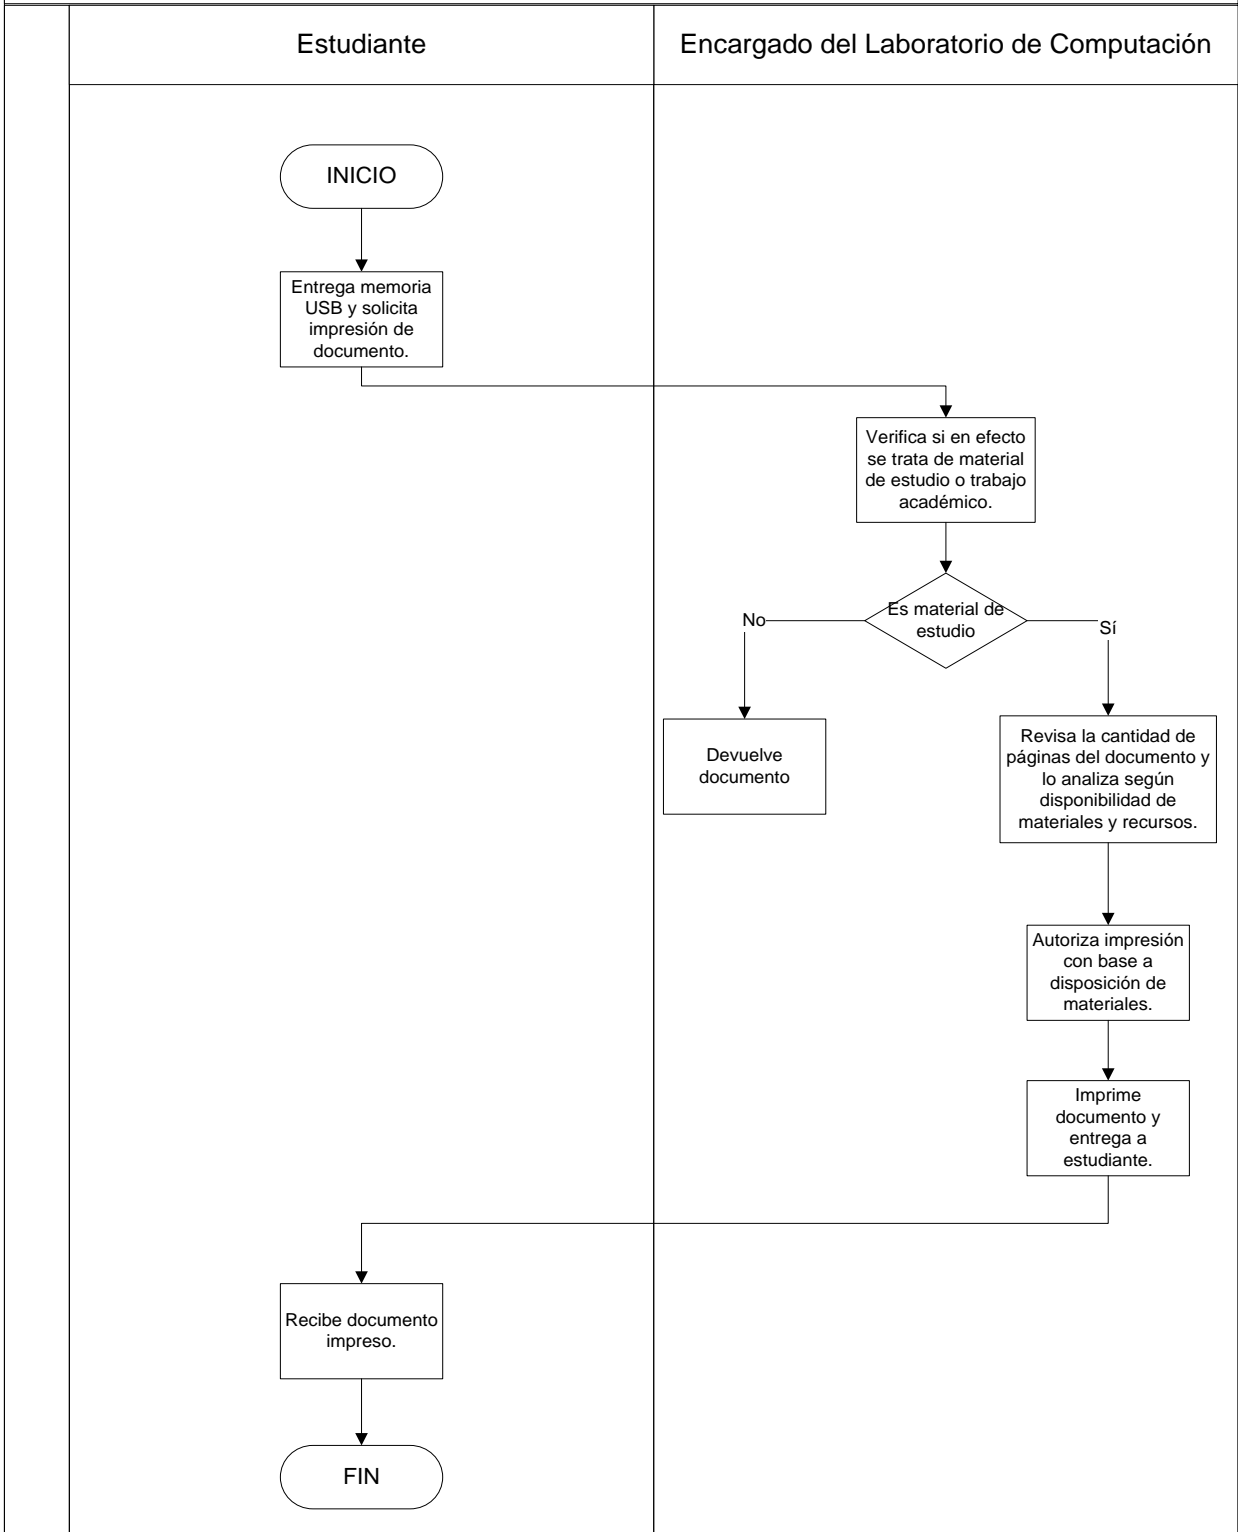 Estudiante
Encargado del Laboratorio de Computación
INICIO
Entrega memoria
USB y solicita
impresión de
documento.
Verifica si en efecto
se trata de material
de estudio o trabajo
académico.
Es material de
estudio
No
Sí
Devuelve
documento
Revisa la cantidad de
páginas del documento y
lo analiza según
disponibilidad de
materiales y recursos.
Autoriza impresión
con base a
disposición de
materiales.
Imprime
documento y
entrega a
estudiante.
Recibe documento
impreso.
FIN